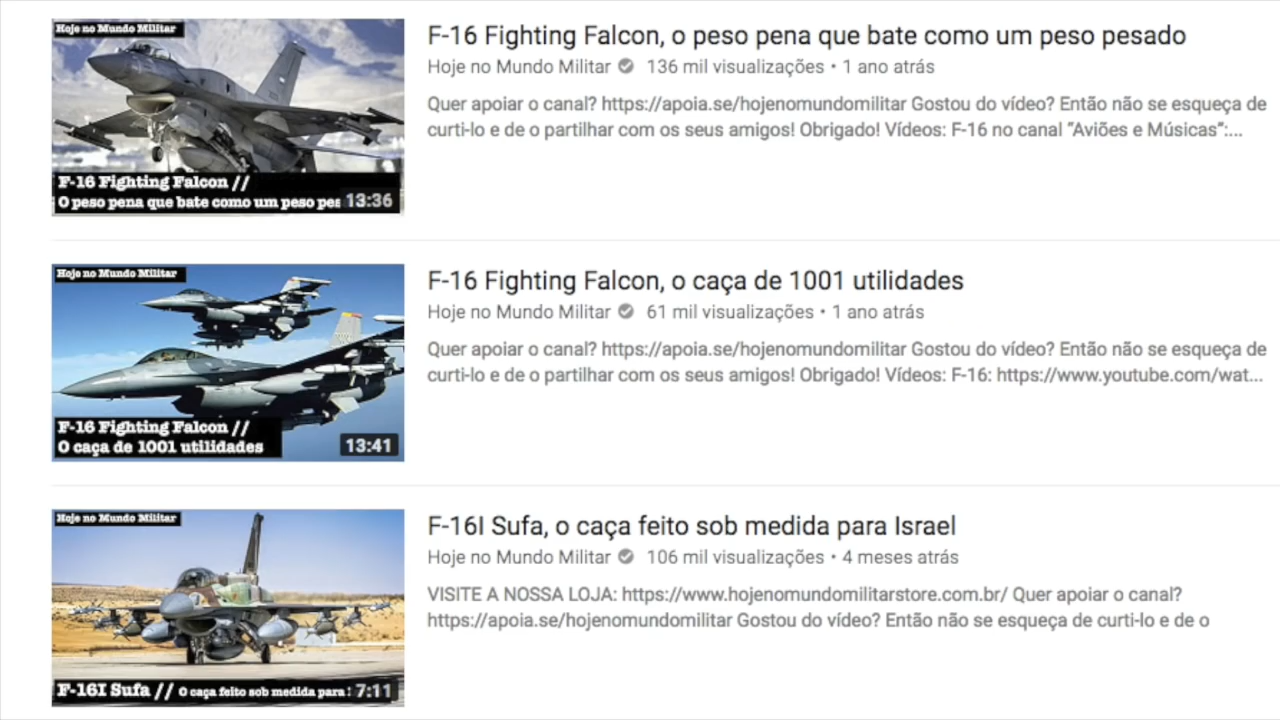 Hoje no Mundo Militar
F-16 Fighting Falcon //
O peso pena que bate como um peso pes 13:36
F-16 Fighting Falcon, o peso pena que bate como um peso pesado
Hoje no Mundo Militar 136 mil visualizações • 1 ano atrás
Quer apoiar o canal? https://apoia.se/hojenomundomilitar Gostou do vídeo? Então não se esqueça de
curti-lo e de o partilhar com os seus amigos! Obrigado! Vídeos: F-16 no canal "Aviões e Músicas":...
Hoje no Mundo Militar
F-16 Fighting Falcon //
O caça de 1001 utilidades 13:41
F-16 Fighting Falcon, o caça de 1001 utilidades
Hoje no Mundo Militar 61 mil visualizações • 1 ano atrás
Quer apoiar o canal? https://apoia.se/hojenomundomilitar Gostou do vídeo? Então não se esqueça de
curti-lo e de o partilhar com os seus amigos! Obrigado! Vídeos: F-16: https://www.youtube.com/wat...
Hoje no Mundo Militar
F-16I Sufa // O caça feito sob medida para 7:11
F-16I Sufa, o caça feito sob medida para Israel
Hoje no Mundo Militar 106 mil visualizações • 4 meses atrás
VISITE A NOSSA LOJA: https://www.hojenomundomilitarstore.com.br/ Quer apoiar o canal?
https://apoia.se/hojenomundomilitar Gostou do vídeo? Então não se esqueça de curti-lo e de o